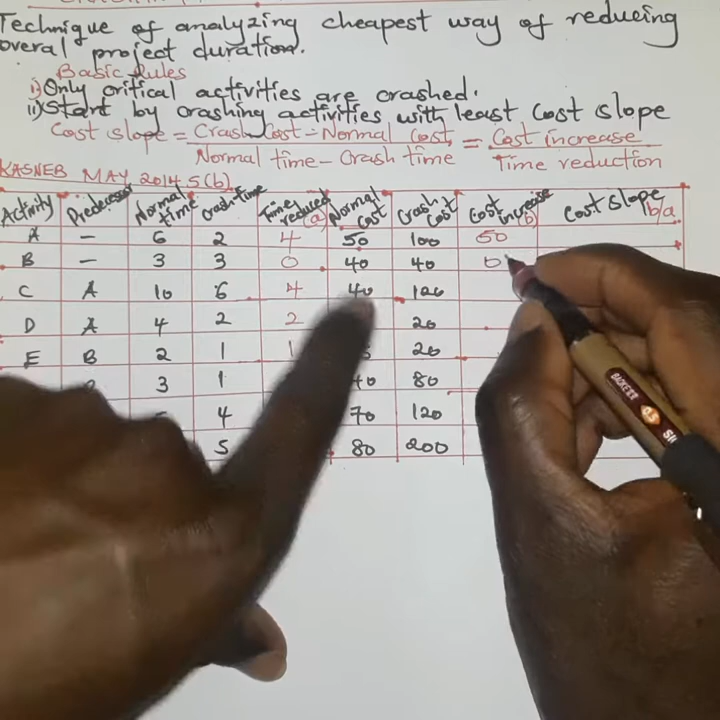 Technique of analyzing cheapest way of reducing
overal project duration.
Basic Rules
i) Only critical activities are crashed.
ii) Start by crashing activities with least cost slope
Cost slope = Crash Cost - Normal Cost = Cost increase
Normal time - Crash time Time reduction
KASNEB MAY 2014 5(b)
Activity Predecessor Normal time Crash Time Time reduced (a) Normal Cost Crash Cost Cost increase (b) Cost slope b/a
A - 6 2 4 50 100 50
B - 3 3 0 40 40 0
C A 10 6 4 40 120
D A 4 2 2 20
E B 2 1 1 20
3 1 40 80
4 70 120
5 80 200